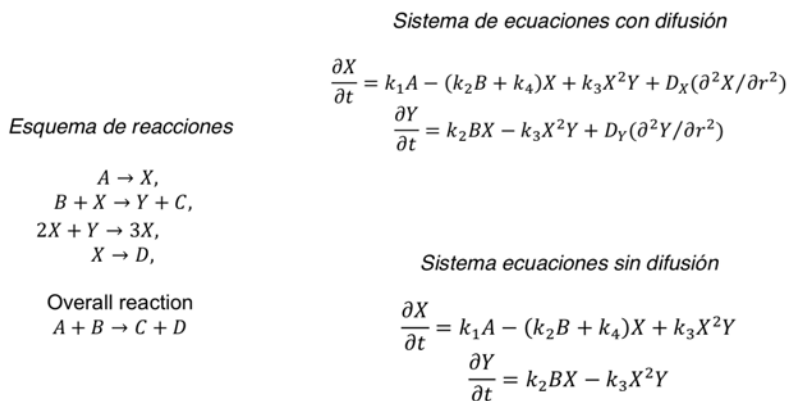 Sistema de ecuaciones con difusión
∂X/∂t = k₁A − (k₂B + k₄)X + k₃X²Y + D_X(∂²X/∂r²)
∂Y/∂t = k₂BX − k₃X²Y + D_Y(∂²Y/∂r²)
Esquema de reacciones
A → X,
B + X → Y + C,
2X + Y → 3X,
X → D,
Overall reaction
A + B → C + D
Sistema ecuaciones sin difusión
∂X/∂t = k₁A − (k₂B + k₄)X + k₃X²Y
∂Y/∂t = k₂BX − k₃X²Y